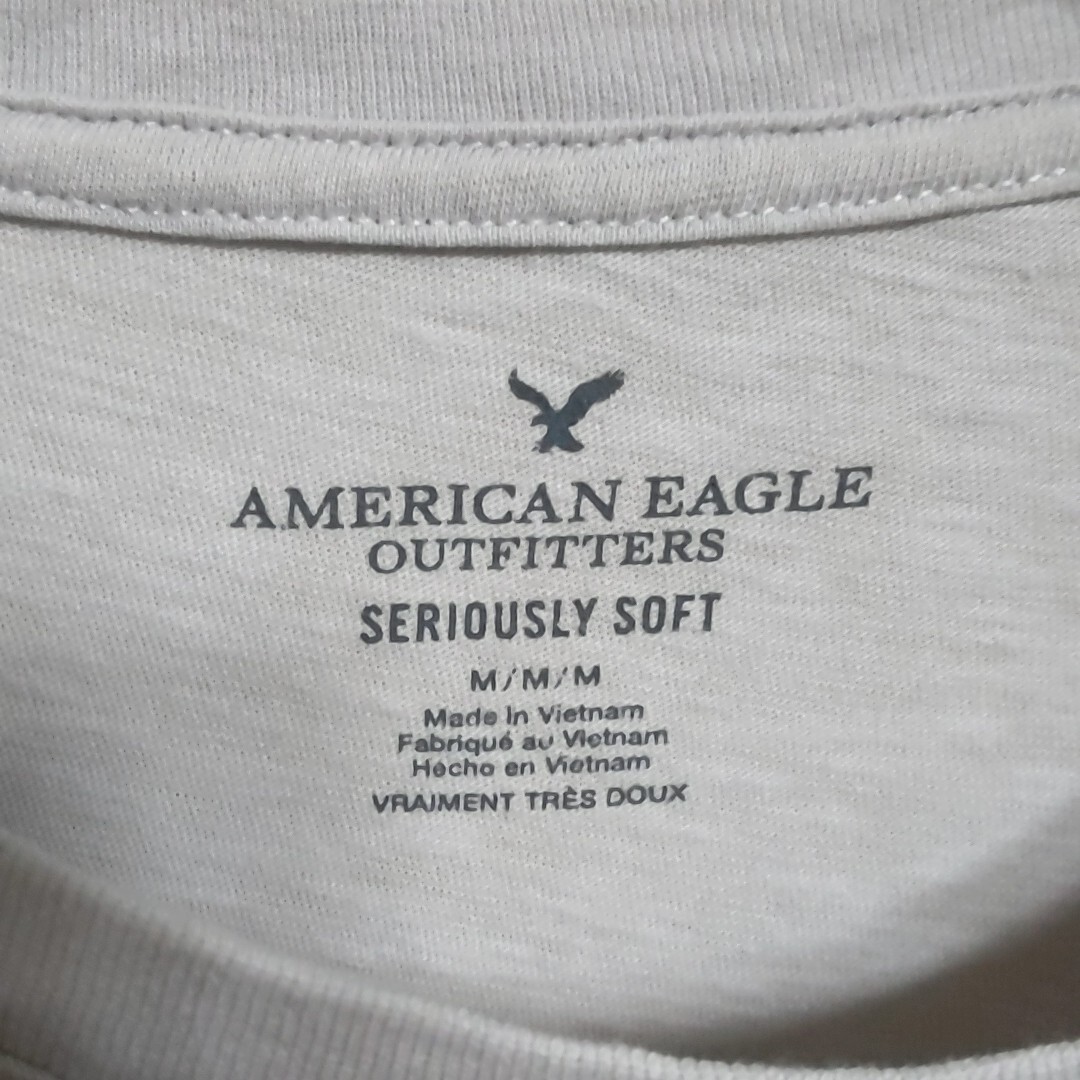 AMERICAN EAGLE
OUTFITTERS
SERIOUSLY SOFT
M/M/M
Made in Vietnam
Fabriqué au Vietnam
Hecho en Vietnam
VRAIMENT TRÈS DOUX